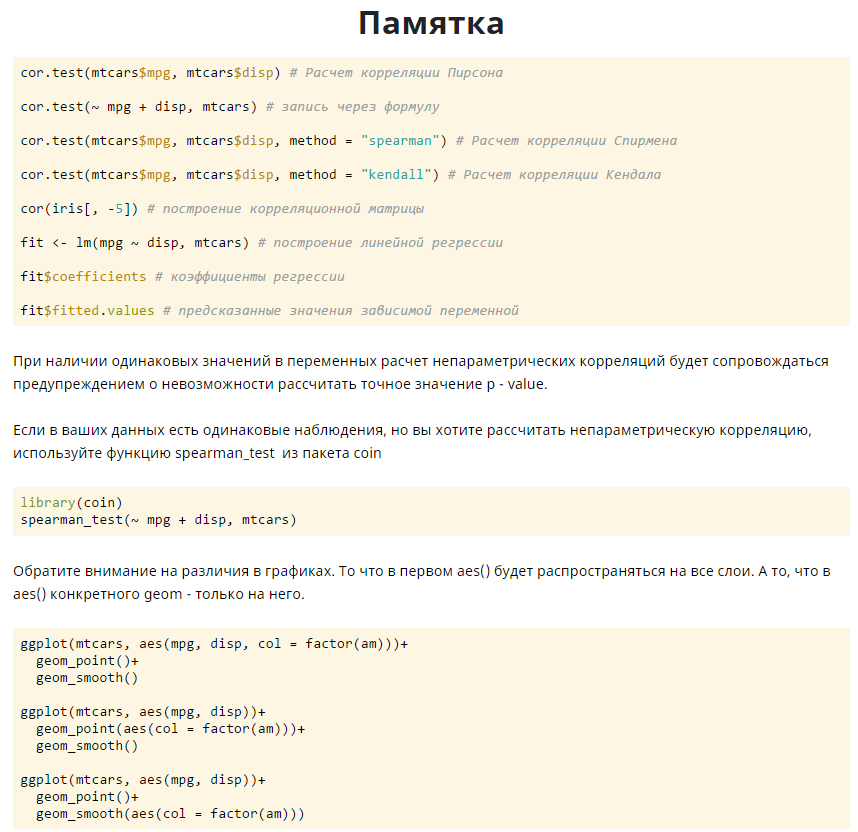 Памятка
cor.test(mtcars$mpg, mtcars$disp) # Расчет корреляции Пирсона
cor.test(~ mpg + disp, mtcars) # запись через формулу
cor.test(mtcars$mpg, mtcars$disp, method = "spearman") # Расчет корреляции Спирмена
cor.test(mtcars$mpg, mtcars$disp, method = "kendall") # Расчет корреляции Кендала
cor(iris[, -5]) # построение корреляционной матрицы
fit <- lm(mpg ~ disp, mtcars) # построение линейной регрессии
fit$coefficients # коэффициенты регрессии
fit$fitted.values # предсказанные значения зависимой переменной
При наличии одинаковых значений в переменных расчет непараметрических корреляций будет сопровождаться
предупреждением о невозможности рассчитать точное значение p - value.
Если в ваших данных есть одинаковые наблюдения, но вы хотите рассчитать непараметрическую корреляцию,
используйте функцию spearman_test  из пакета coin
library(coin)
spearman_test(~ mpg + disp, mtcars)
Обратите внимание на различия в графиках. То что в первом aes() будет распространяться на все слои. А то, что в
aes() конкретного geom - только на него.
ggplot(mtcars, aes(mpg, disp, col = factor(am)))+
  geom_point()+
  geom_smooth()
ggplot(mtcars, aes(mpg, disp))+
  geom_point(aes(col = factor(am)))+
  geom_smooth()
ggplot(mtcars, aes(mpg, disp))+
  geom_point()+
  geom_smooth(aes(col = factor(am)))